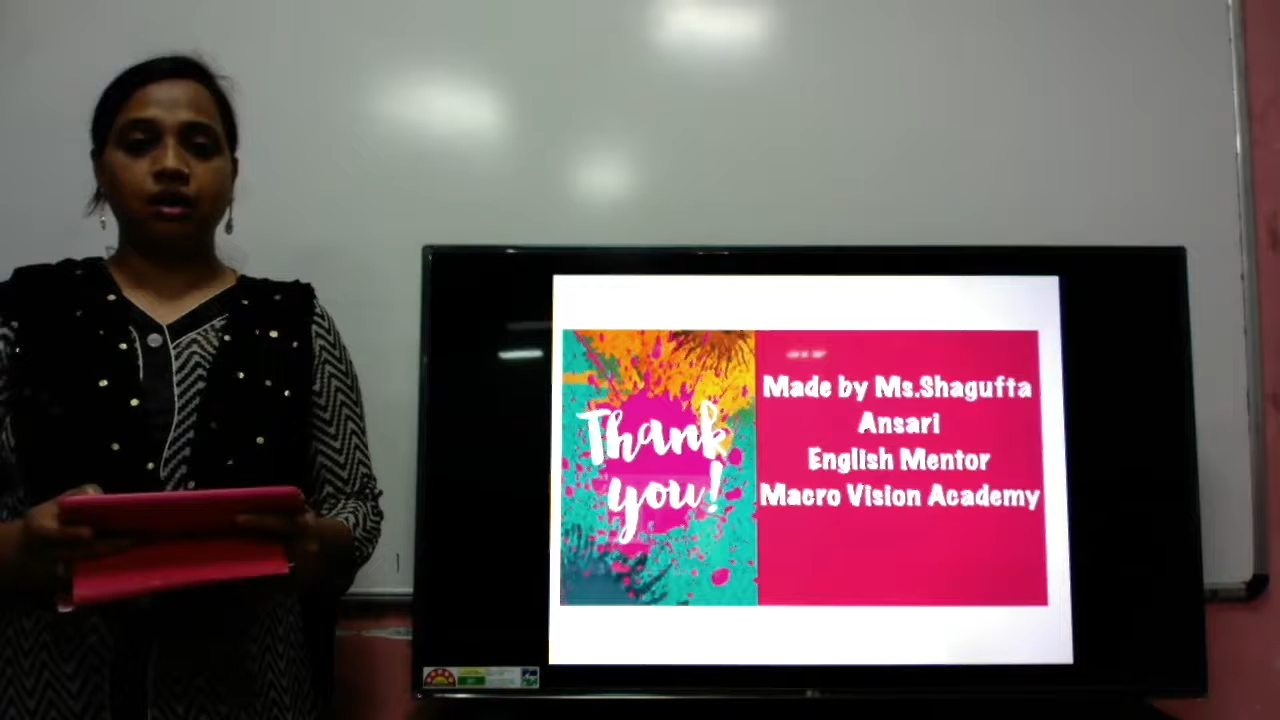 Thank
you!
Made by Ms.Shagufta
Ansari
English Mentor
Macro Vision Academy